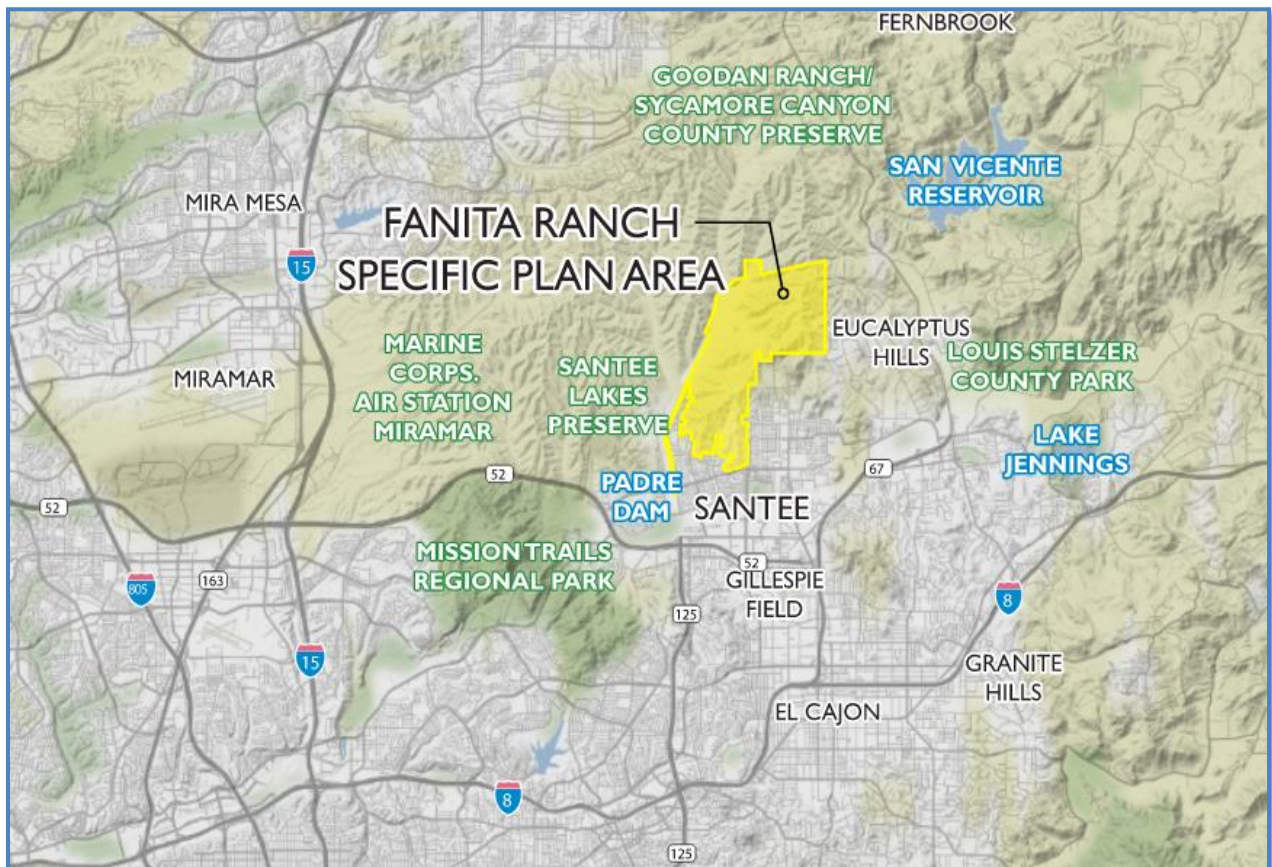 FERNBROOK
GOODAN RANCH/
SYCAMORE CANYON
COUNTY PRESERVE
SAN VICENTE
RESERVOIR
MIRA MESA
FANITA RANCH
SPECIFIC PLAN AREA
15
EUCALYPTUS
HILLS
LOUIS STELZER
COUNTY PARK
MARINE
CORPS.
AIR STATION
MIRAMAR
SANTEE
LAKES
PRESERVE
MIRAMAR
LAKE
JENNINGS
67
52
PADRE
DAM
SANTEE
52
MISSION TRAILS
REGIONAL PARK
52
GILLESPIE
FIELD
163
805
8
125
15
GRANITE
HILLS
EL CAJON
8
125